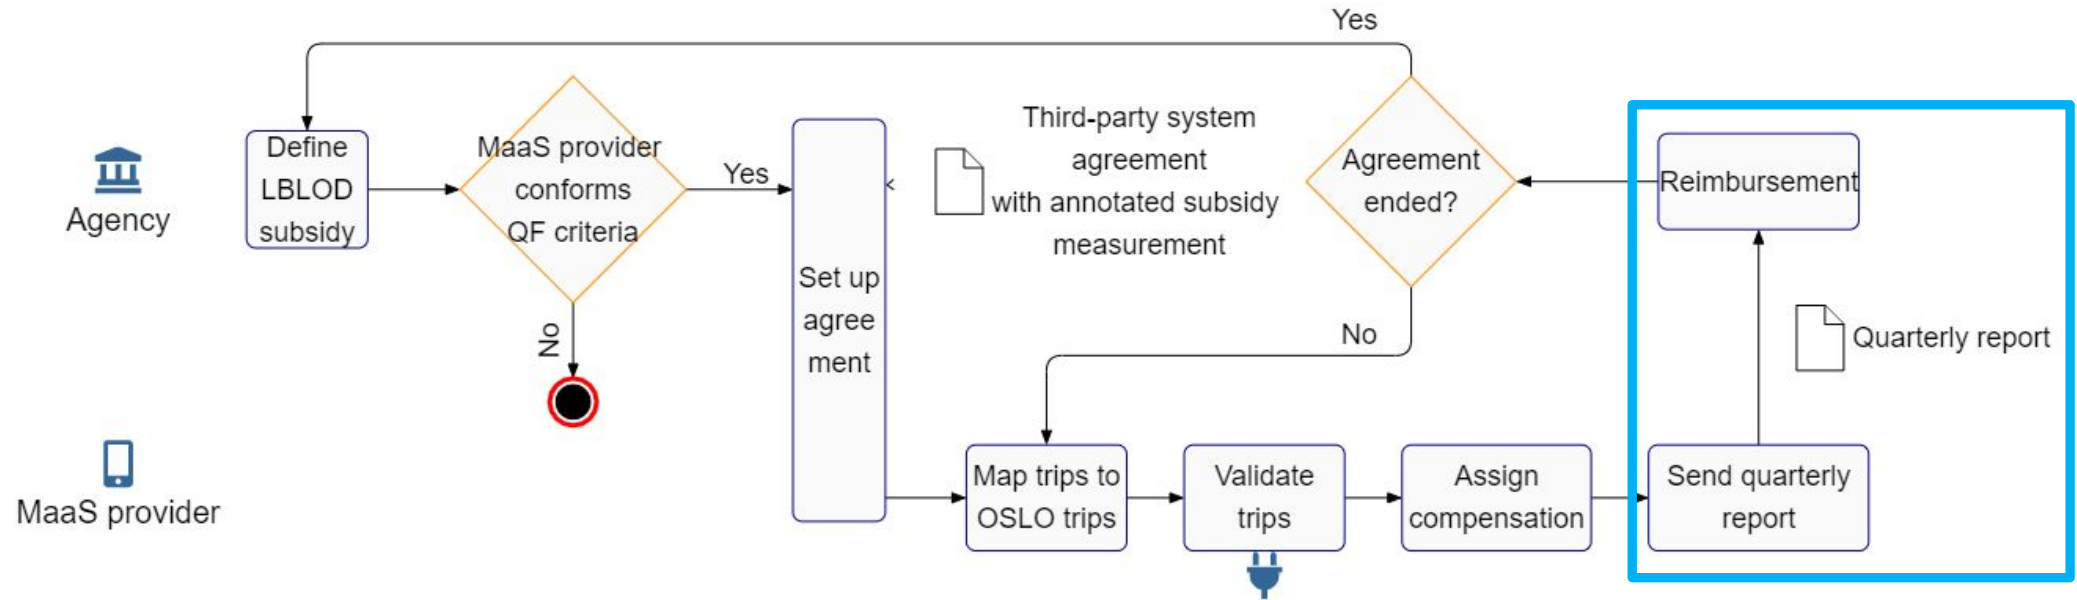 Yes
Agency
Define
LBLOD
subsidy
MaaS provider
conforms
QF criteria
Yes
No
Set up
agree
ment
Third-party system
agreement
with annotated subsidy
measurement
Agreement
ended?
No
Reimbursement
Quarterly report
MaaS provider
Map trips to
OSLO trips
Validate
trips
Assign
compensation
Send quarterly
report